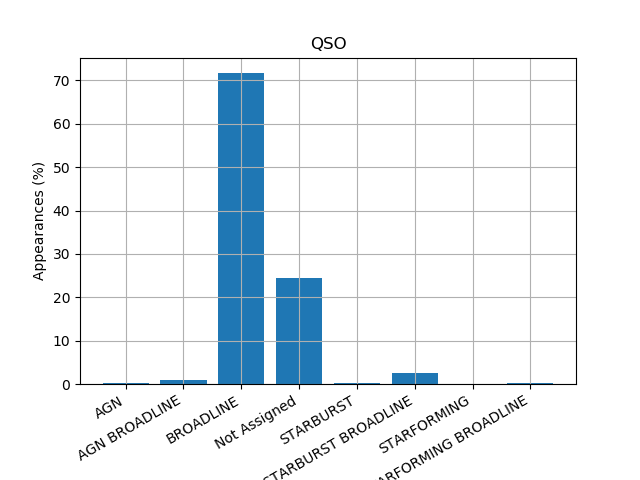 QSO
Appearances (%)
70
60
50
40
30
20
10
0
AGN
AGN BROADLINE
BROADLINE
Not Assigned
STARBURST
STARBURST BROADLINE
STARFORMING
BROADLINE